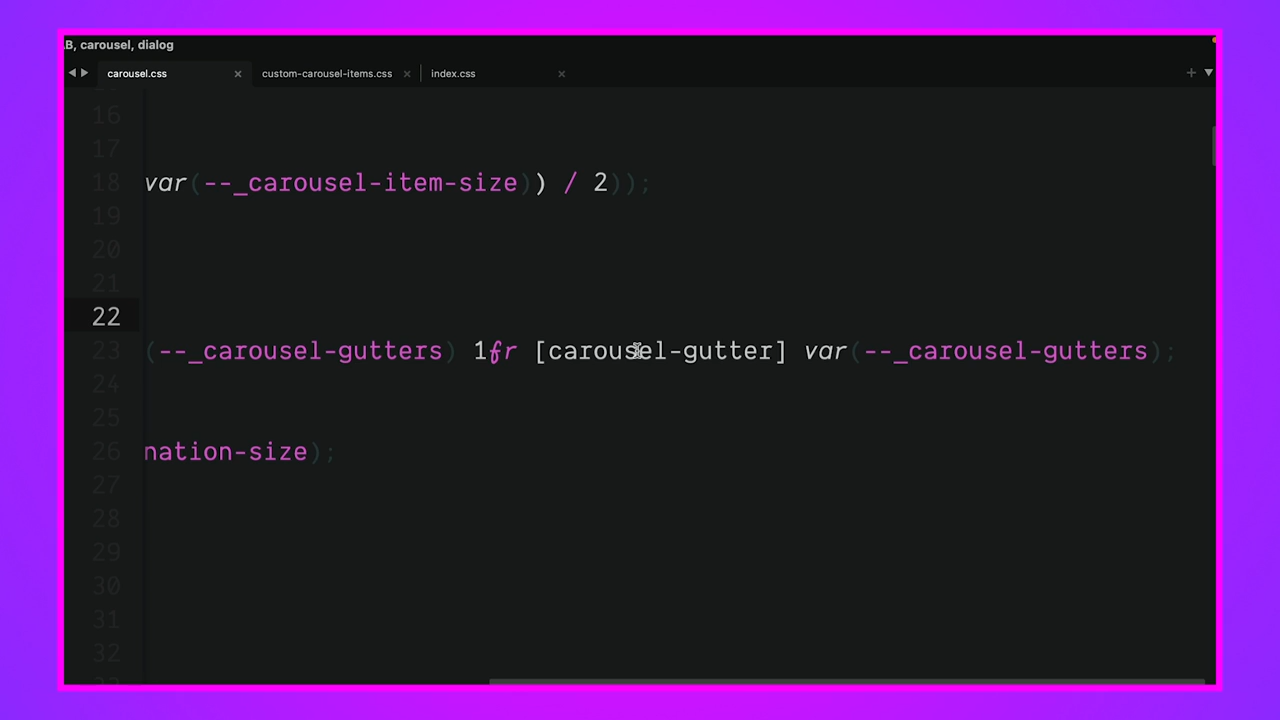 B, carousel, dialog
carousel.css × custom-carousel-items.css × index.css × +
16
17
18 var(--_carousel-item-size)) / 2));
19
20
21
22
23 (--_carousel-gutters) 1fr [carousel-gutter] var(--_carousel-gutters);
24
25
26 nation-size);
27
28
29
30
31
32